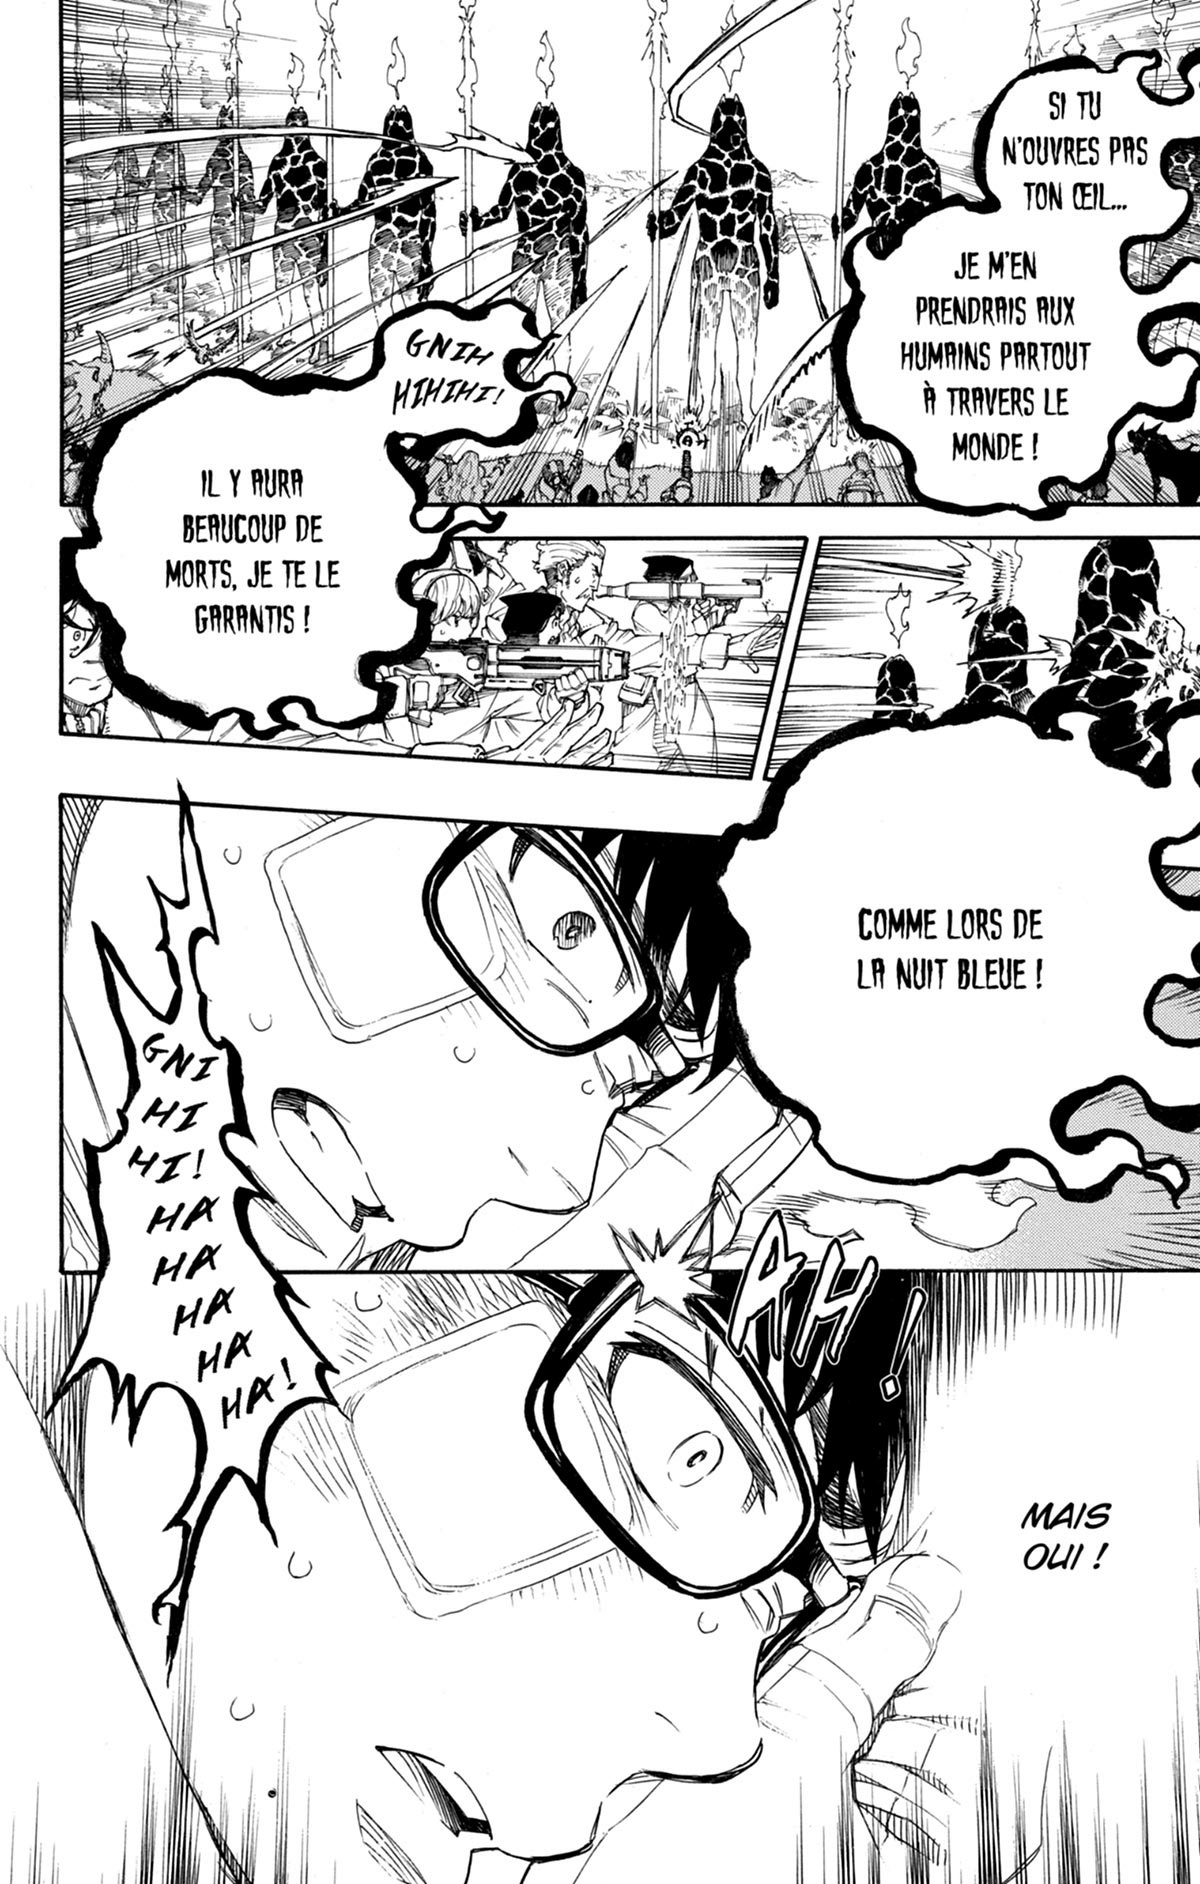 SI TU
N'OUVRES PAS
TON ŒIL...
JE M'EN
PRENDRAIS AUX
HUMAINS PARTOUT
À TRAVERS LE
MONDE !
GNIH
HIHIHI!
IL Y AURA
BEAUCOUP DE
MORTS, JE TE LE
GARANTIS !
COMME LORS DE
LA NUIT BLEUE !
GNI
HI
HI!
HA
HA
HA
HA
HA!
AH !
MAIS
OUI !